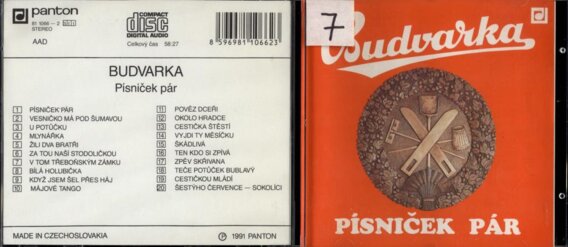 panton
81 1066 – 2
STEREO
AAD
COMPACT
disc
DIGITAL AUDIO
Celkový čas 58:27
8 596981 106623
BUDVARKA
Písniček pár
1 PÍSNIČEK PÁR
2 VESNIČKO MÁ POD ŠUMAVOU
3 U POTŮČKU
4 MLYNÁŘKA
5 ŽILI DVA BRATŘI
6 ZA TOU NAŠÍ STODOLIČKOU
7 V TOM TŘEBOŇSKÝM ZÁMKU
8 BÍLÁ HOLUBIČKA
9 KDYŽ JSEM ŠEL PŘES HÁJ
10 MÁJOVÉ TANGO
11 POVĚZ DCEŘI
12 OKOLO HRADCE
13 CESTIČKA ŠTĚSTÍ
14 VYJDI TY MĚSÍČKU
15 ŠKÁDLIVÁ
16 TEN KDO SI ZPÍVÁ
17 ZPĚV SKŘIVANA
18 TEČE POTŮČEK BUBLAVÝ
19 CESTIČKOU MLÁDÍ
20 ŠESTÝHO ČERVENCE – SOKOLÍCI
MADE IN CZECHOSLOVAKIA
℗ 1991 PANTON
7
panton
Budvarka
PÍSNIČEK PÁR